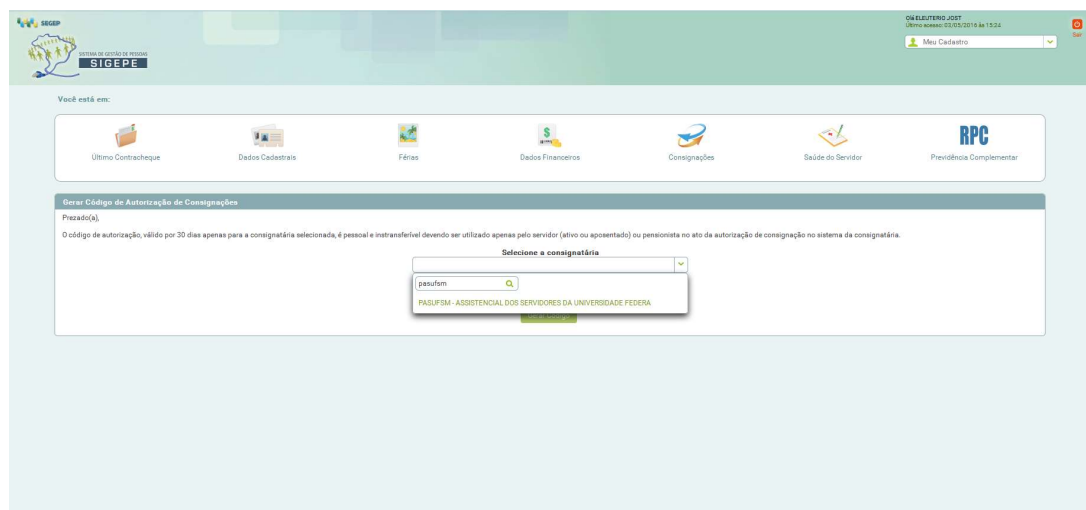 SEGEP
Olá ELEUTERIO JOST
Último acesso: 03/05/2016 às 15:24
Sair
Meu Cadastro
SISTEMA DE GESTÃO DE PESSOAS
SIGEPE
Você está em:
RPC
Último Contracheque
Dados Cadastrais
Férias
Dados Financeiros
Consignações
Saúde do Servidor
Previdência Complementar
Gerar Código de Autorização de Consignações
Prezado(a),
O código de autorização, válido por 30 dias apenas para a consignatária selecionada, é pessoal e instransferível devendo ser utilizado apenas pelo servidor (ativo ou aposentado) ou pensionista no ato da autorização de consignação no sistema da consignatária.
Selecione a consignatária
pasufsm
PASUFSM - ASSISTENCIAL DOS SERVIDORES DA UNIVERSIDADE FEDERA
Gerar Código